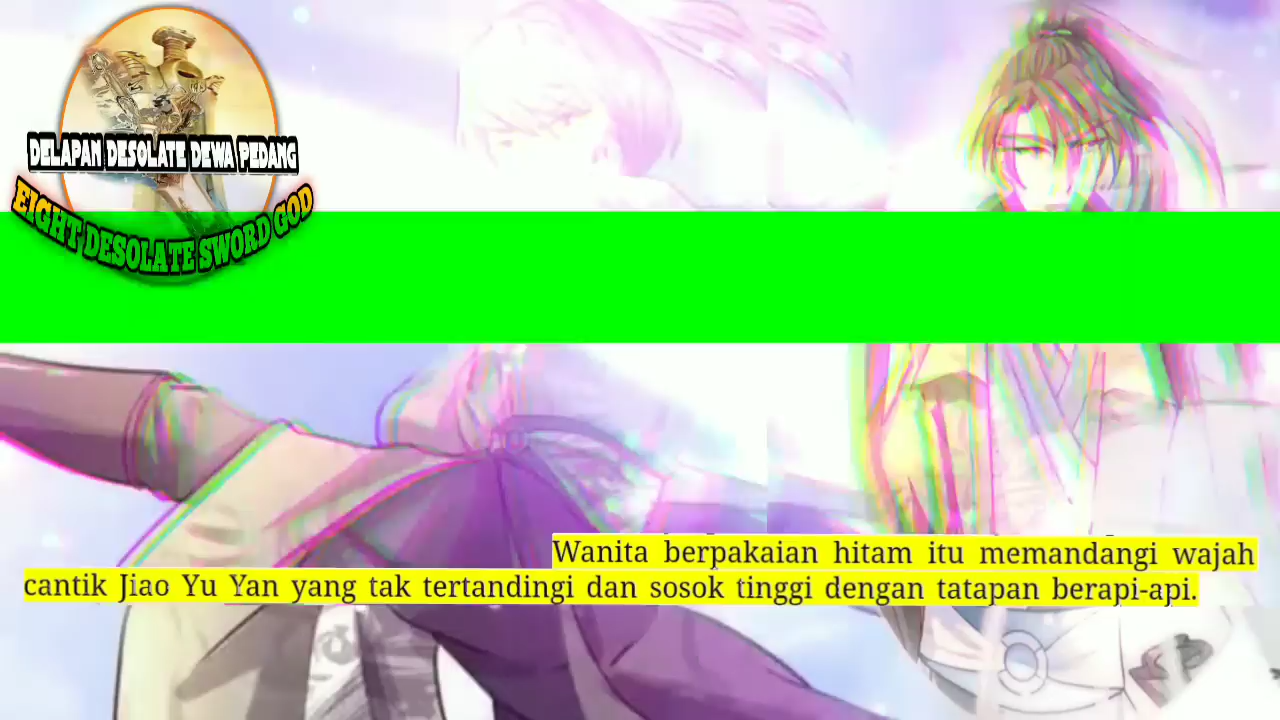 DELAPAN DESOLATE DEWA PEDANG
EIGHT DESOLATE SWORD GOD
Wanita berpakaian hitam itu memandangi wajah
cantik Jiao Yu Yan yang tak tertandingi dan sosok tinggi dengan tatapan berapi-api.